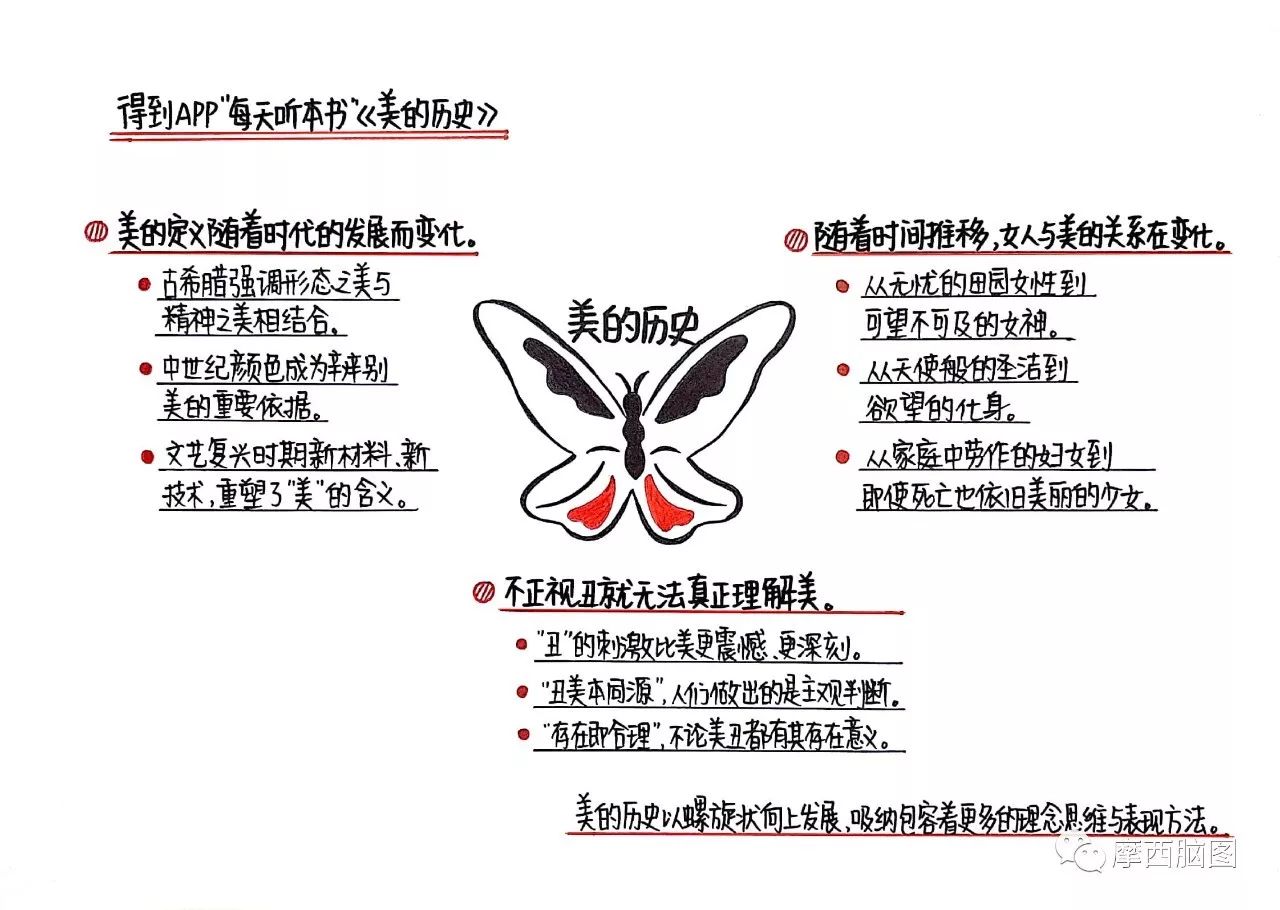 得到APP“每天听本书”《美的历史》
美的定义随着时代的发展而变化。
古希腊强调形态之美与
精神之美相结合。
中世纪颜色成为辨别
美的重要依据。
文艺复兴时期新材料、新
技术，重塑了“美”的含义。
美的历史
随着时间推移，女人与美的关系在变化。
从无忧的田园女性到
可望不可及的女神。
从天使般的圣洁到
欲望的化身。
从家庭中劳作的妇女到
即使死亡也依旧美丽的少女。
不正视丑就无法真正理解美。
“丑”的刺激比美更震憾、更深刻。
“丑美本同源”，人们做出的是主观判断。
“存在即合理”，不论美丑都有其存在意义。
美的历史以螺旋状向上发展、吸纳包容着更多的理念思维与表现方法。
摩西脑图